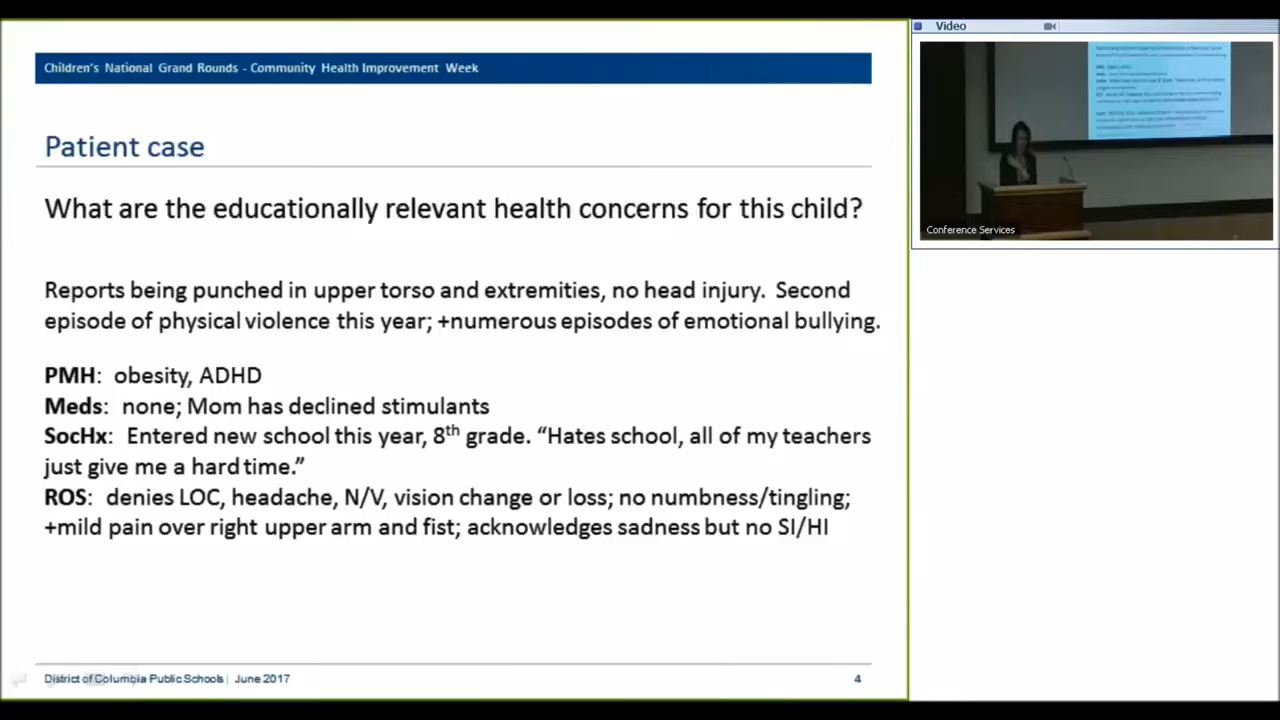 Children's National Grand Rounds - Community Health Improvement Week
Patient case
What are the educationally relevant health concerns for this child?
Reports being punched in upper torso and extremities, no head injury. Second
episode of physical violence this year; +numerous episodes of emotional bullying.
PMH: obesity, ADHD
Meds: none; Mom has declined stimulants
SocHx: Entered new school this year, 8th grade. “Hates school, all of my teachers
just give me a hard time.”
ROS: denies LOC, headache, N/V, vision change or loss; no numbness/tingling;
+mild pain over right upper arm and fist; acknowledges sadness but no SI/HI
District of Columbia Public Schools | June 2017
4
Video
Conference Services